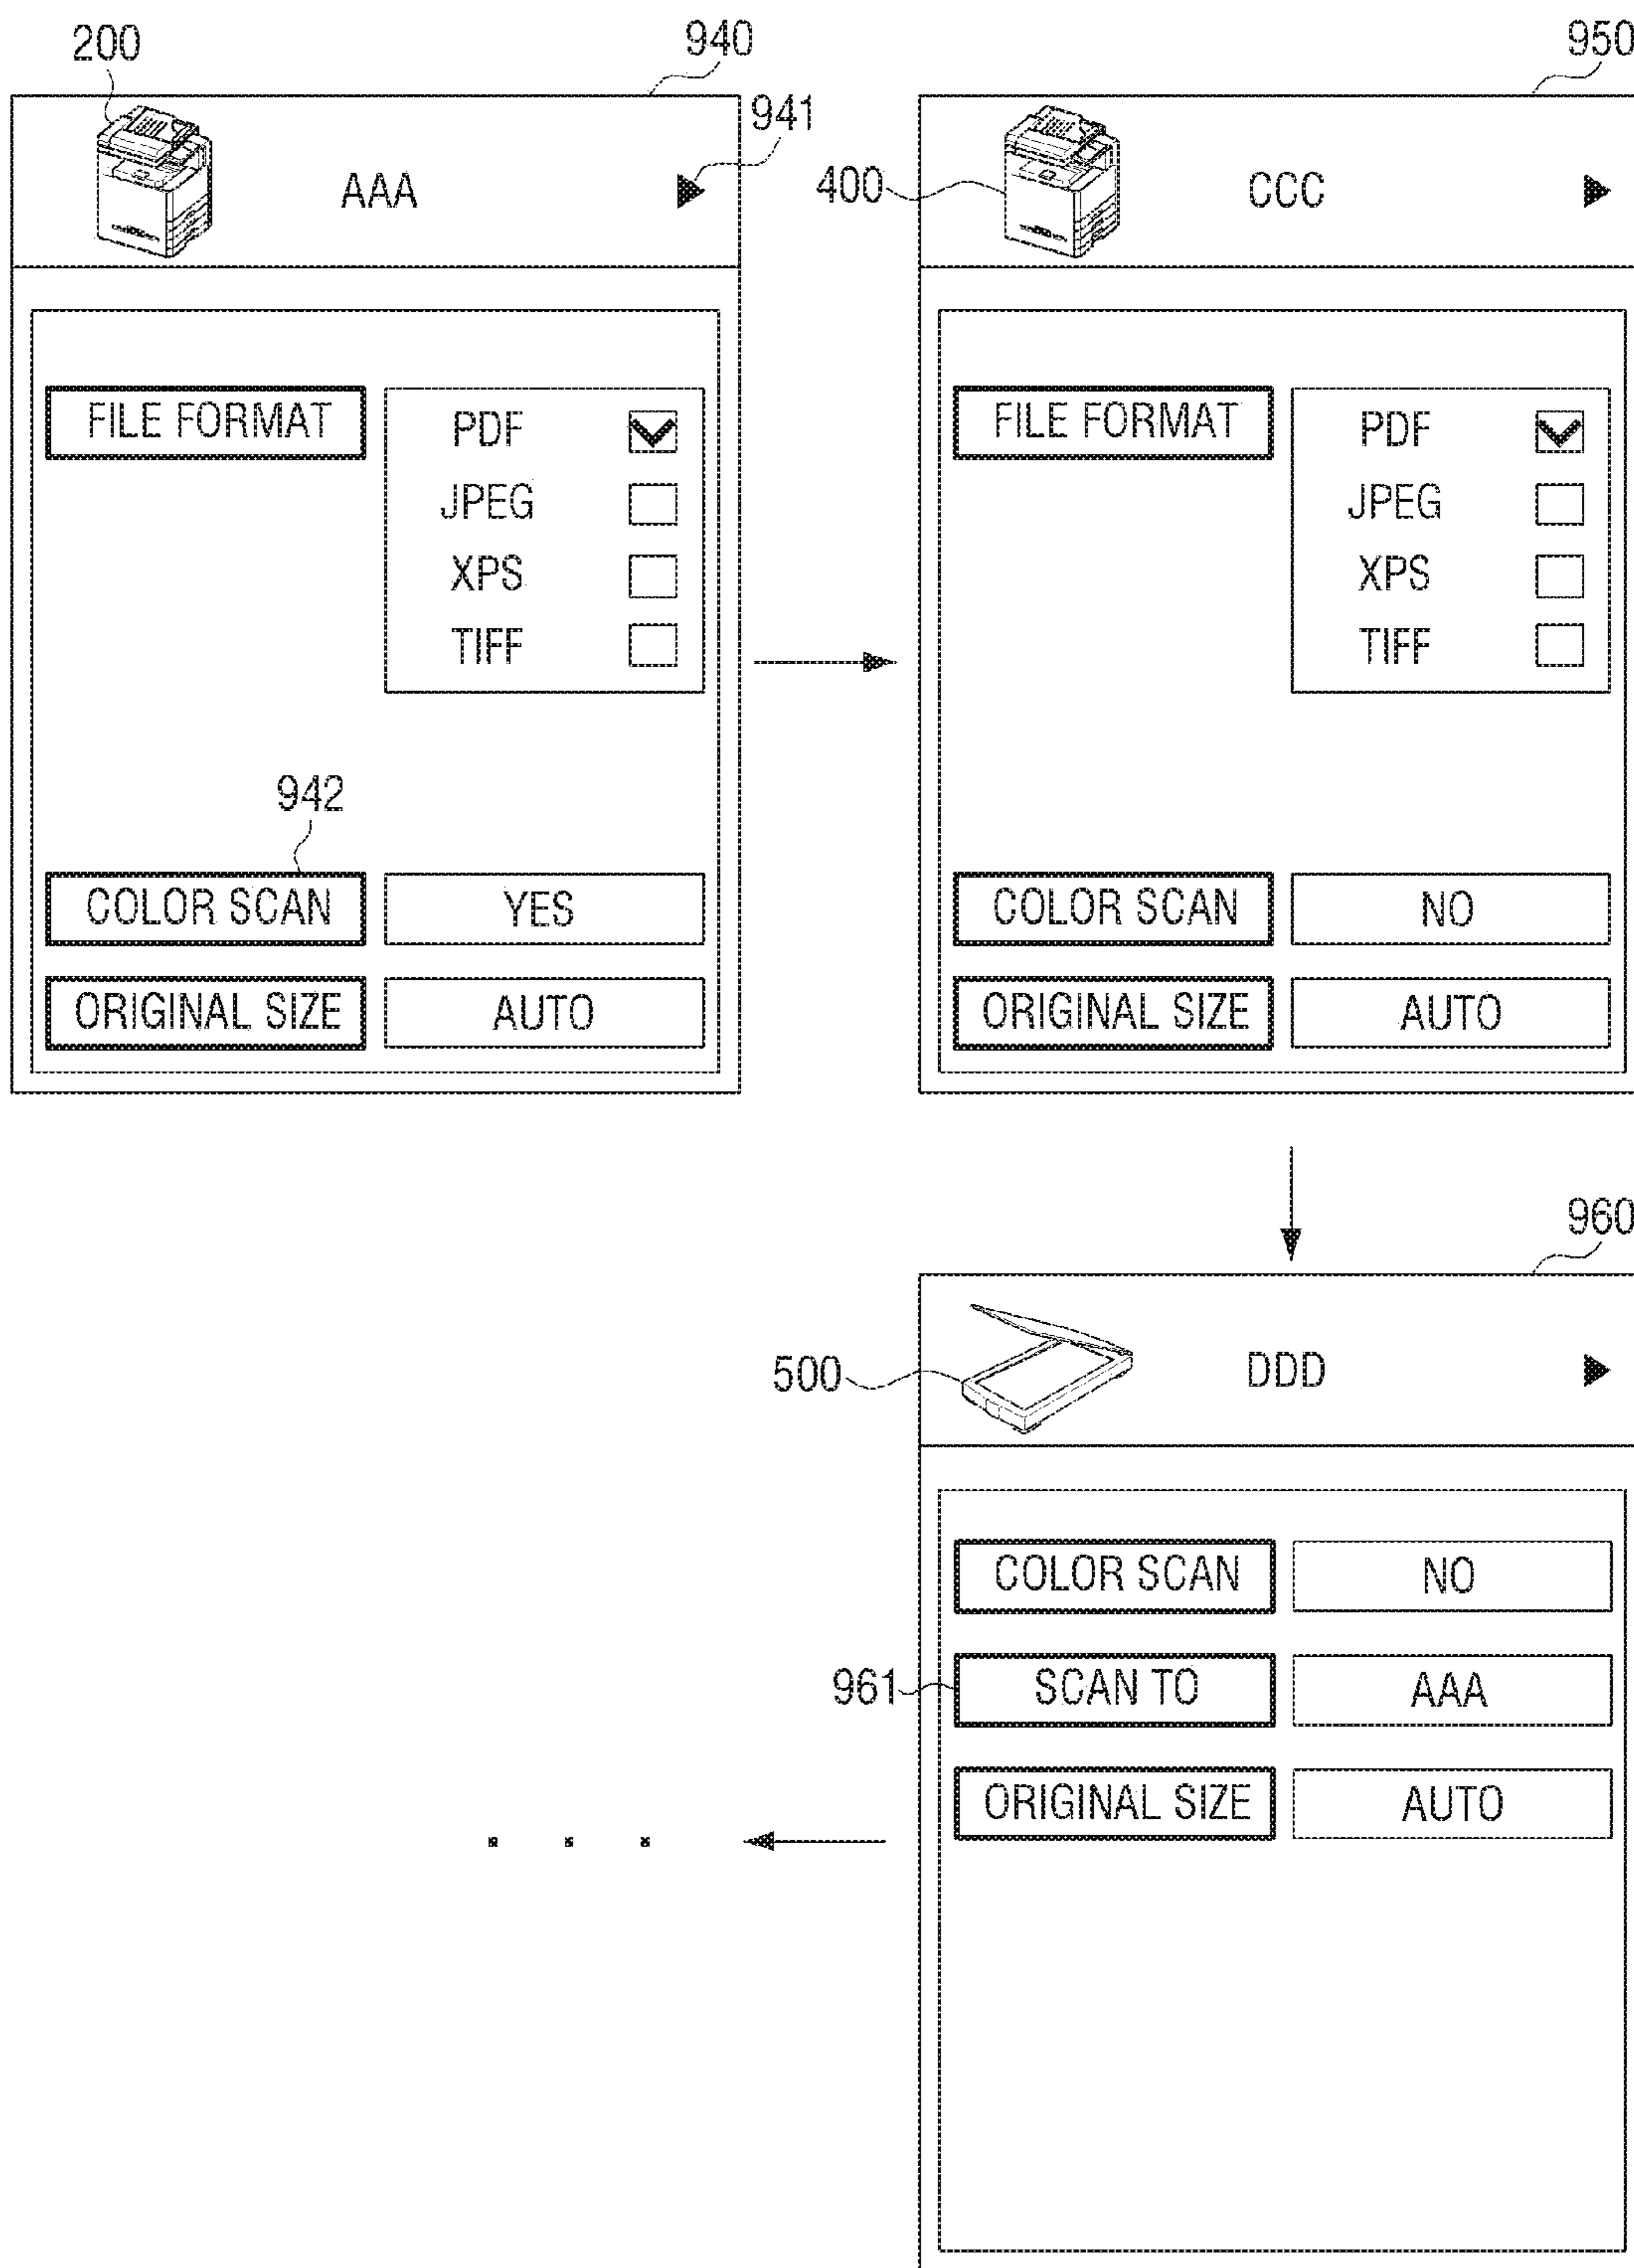 200
940
950
AAA
941
400
CCC
FILE FORMAT
PDF
JPEG
XPS
TIFF
FILE FORMAT
PDF
JPEG
XPS
TIFF
942
COLOR SCAN
YES
ORIGINAL SIZE
AUTO
COLOR SCAN
NO
ORIGINAL SIZE
AUTO
960
500
DDD
COLOR SCAN
NO
961
SCAN TO
AAA
ORIGINAL SIZE
AUTO
. . .